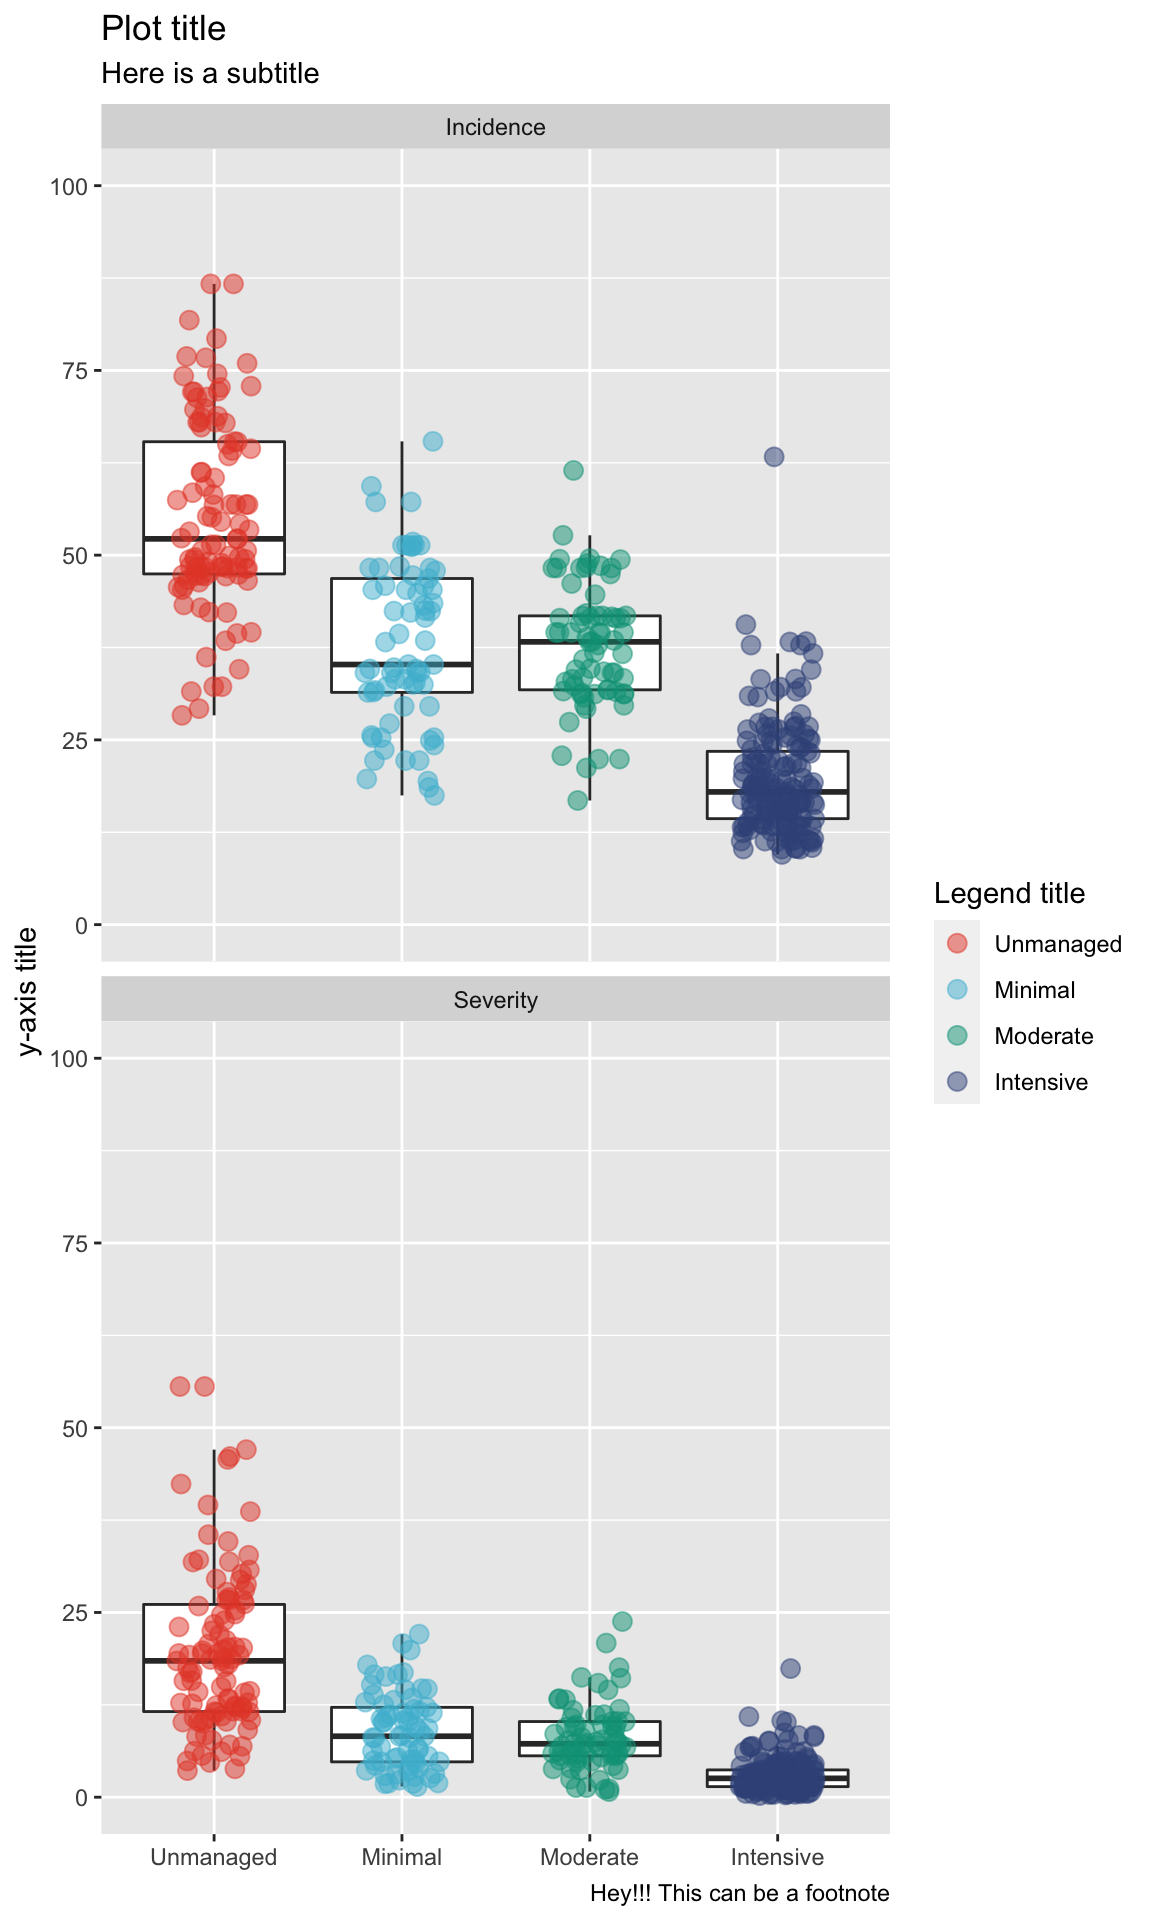 Plot title
Here is a subtitle
Incidence
100
75
50
25
0
y-axis title
Severity
100
75
50
25
0
Unmanaged Minimal Moderate Intensive
Hey!!! This can be a footnote
Legend title
Unmanaged
Minimal
Moderate
Intensive